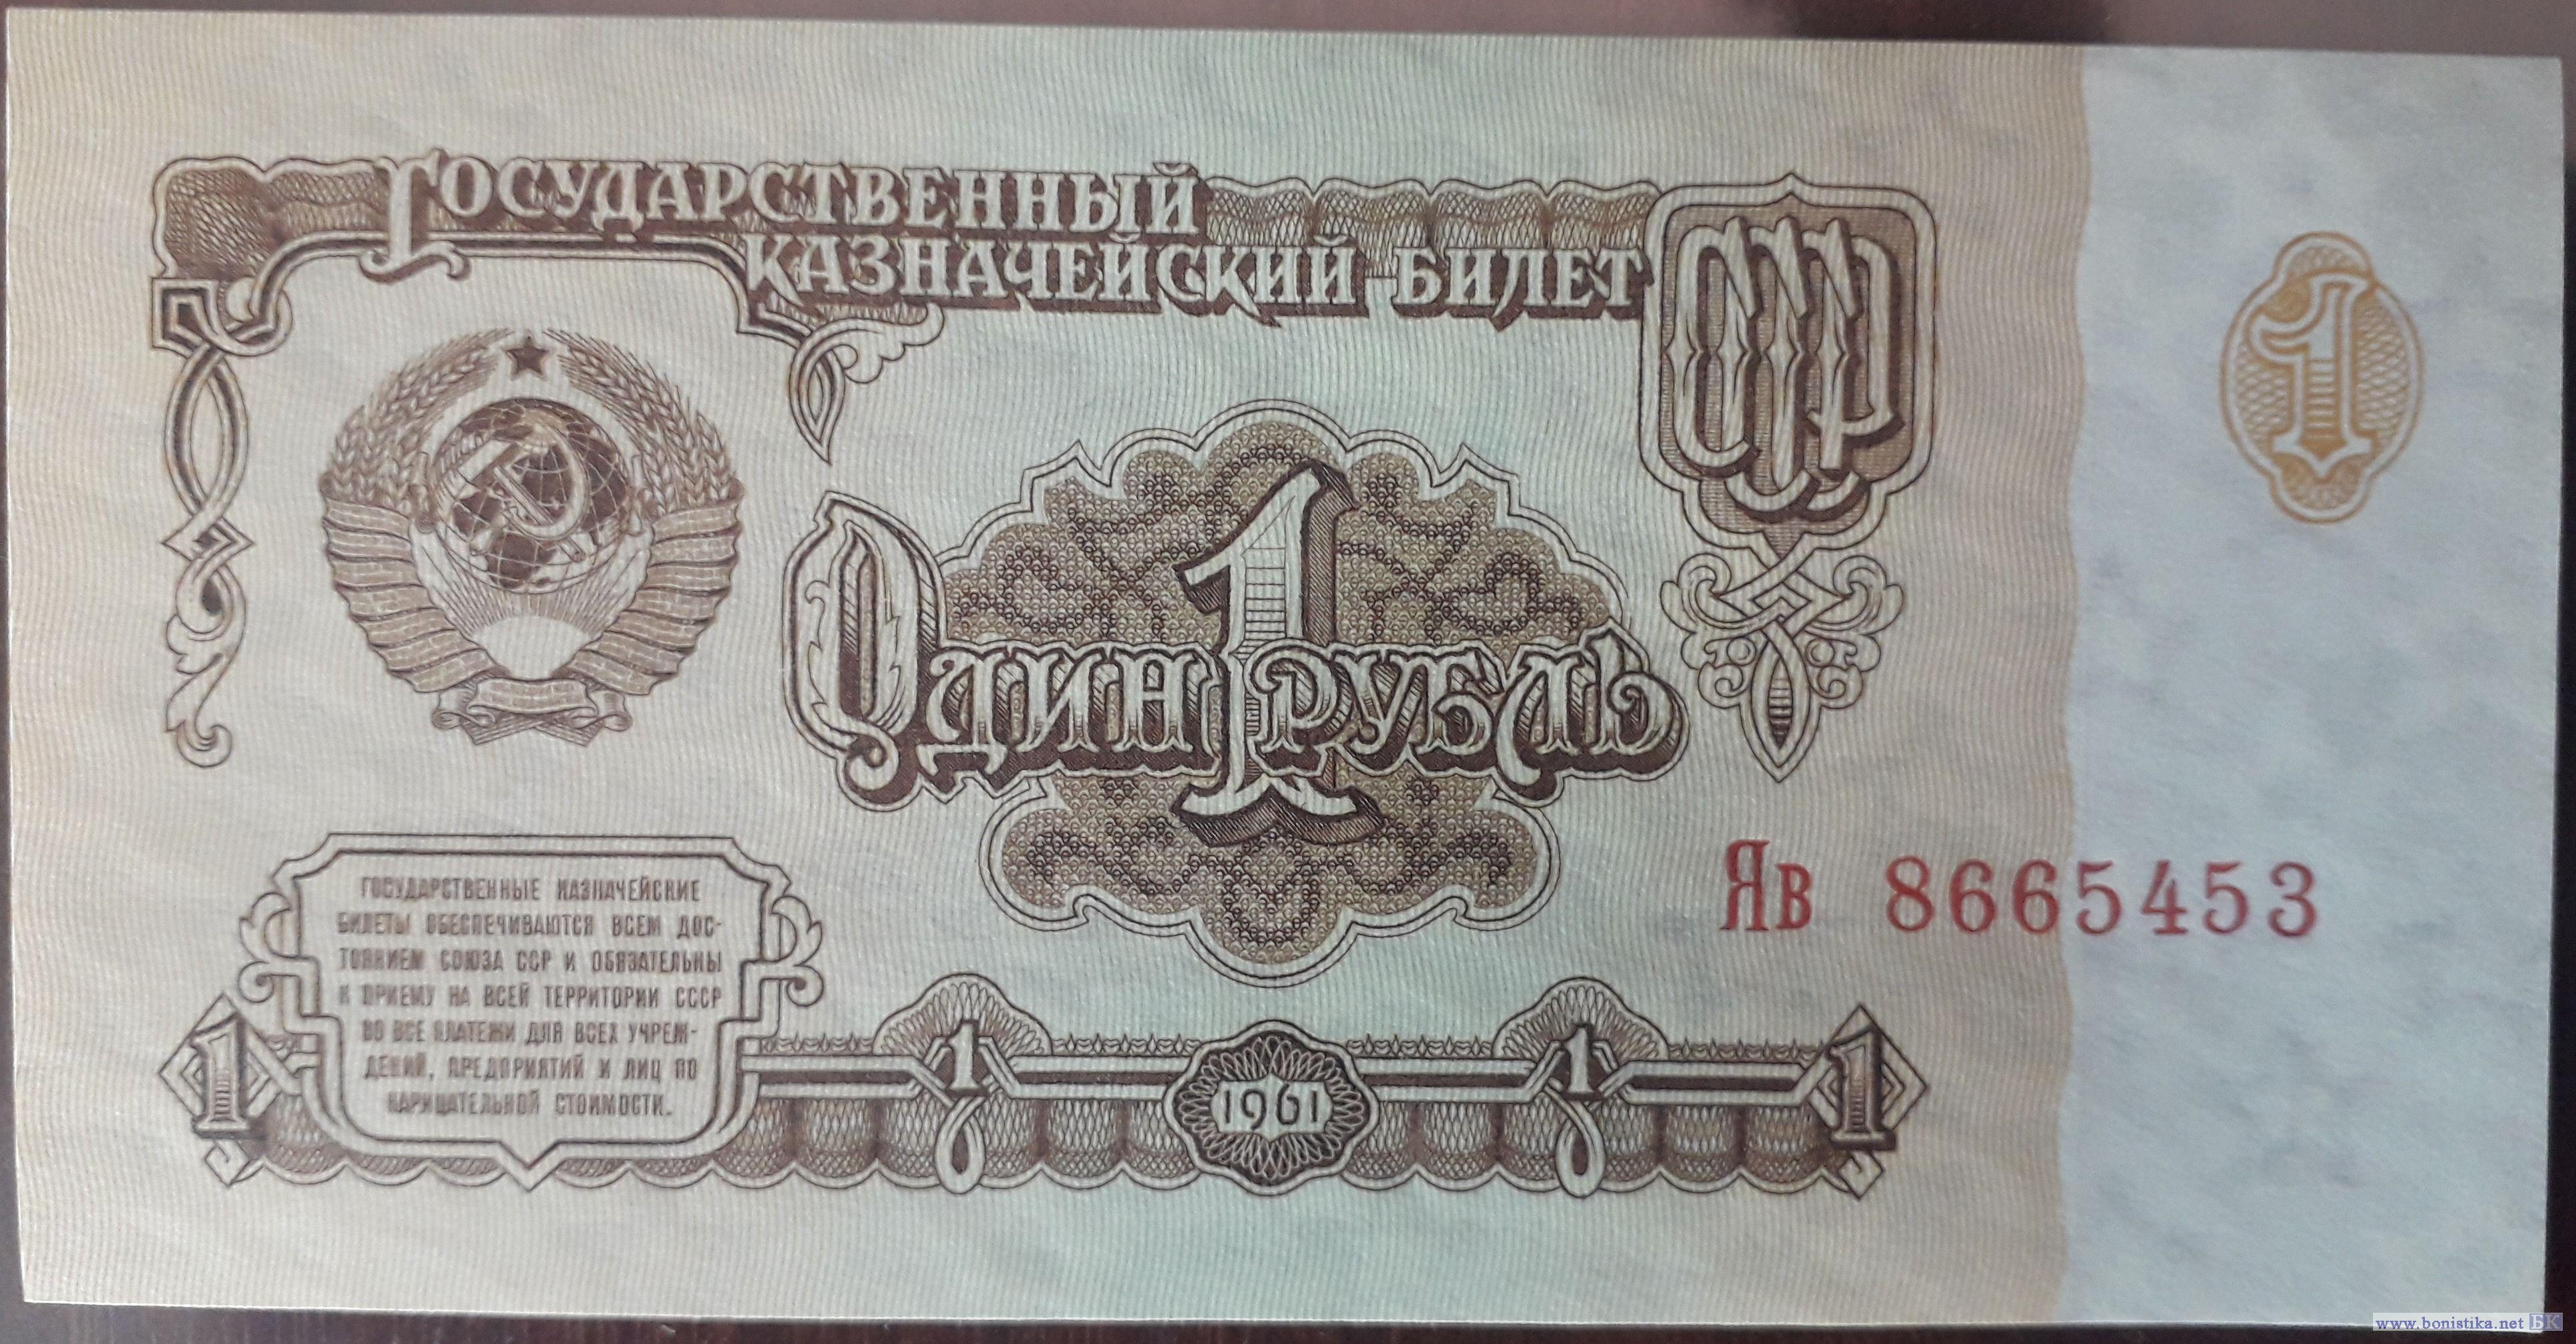 Государственный
казначейский билет
СССР
1
1
Один рубль
Яв 8665453
ГОСУДАРСТВЕННЫЕ КАЗНАЧЕЙСКИЕ
БИЛЕТЫ ОБЕСПЕЧИВАЮТСЯ ВСЕМ ДОС-
ТОЯНИЕМ СОЮЗА ССР И ОБЯЗАТЕЛЬНЫ
К ПРИЕМУ НА ВСЕЙ ТЕРРИТОРИИ СССР
ВО ВСЕ ПЛАТЕЖИ ДЛЯ ВСЕХ УЧРЕЖ-
ДЕНИЙ, ПРЕДПРИЯТИЙ И ЛИЦ ПО
НАРИЦАТЕЛЬНОЙ СТОИМОСТИ.
1 1 1961 1 1
www.bonistika.net БК